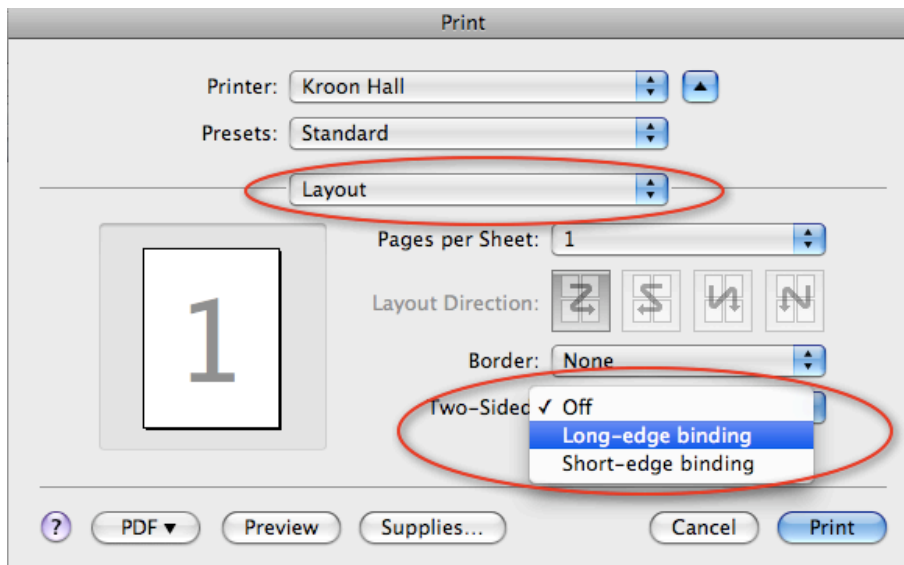 Print
Printer: Kroon Hall
Presets: Standard
Layout
Pages per Sheet: 1
1
Layout Direction:
Border: None
Two-Sided ✓ Off
Long-edge binding
Short-edge binding
? PDF ▾ Preview Supplies... Cancel Print